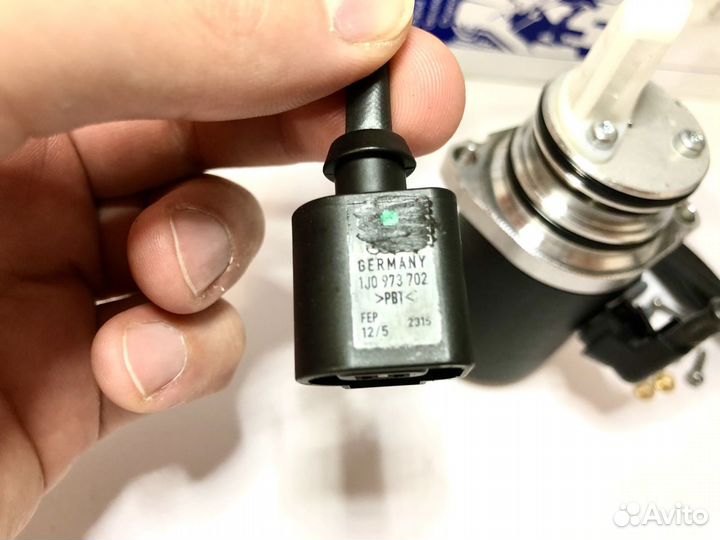 GERMANY
1J0 973 702
>PBT<
FEP
12/5 2315
Avito